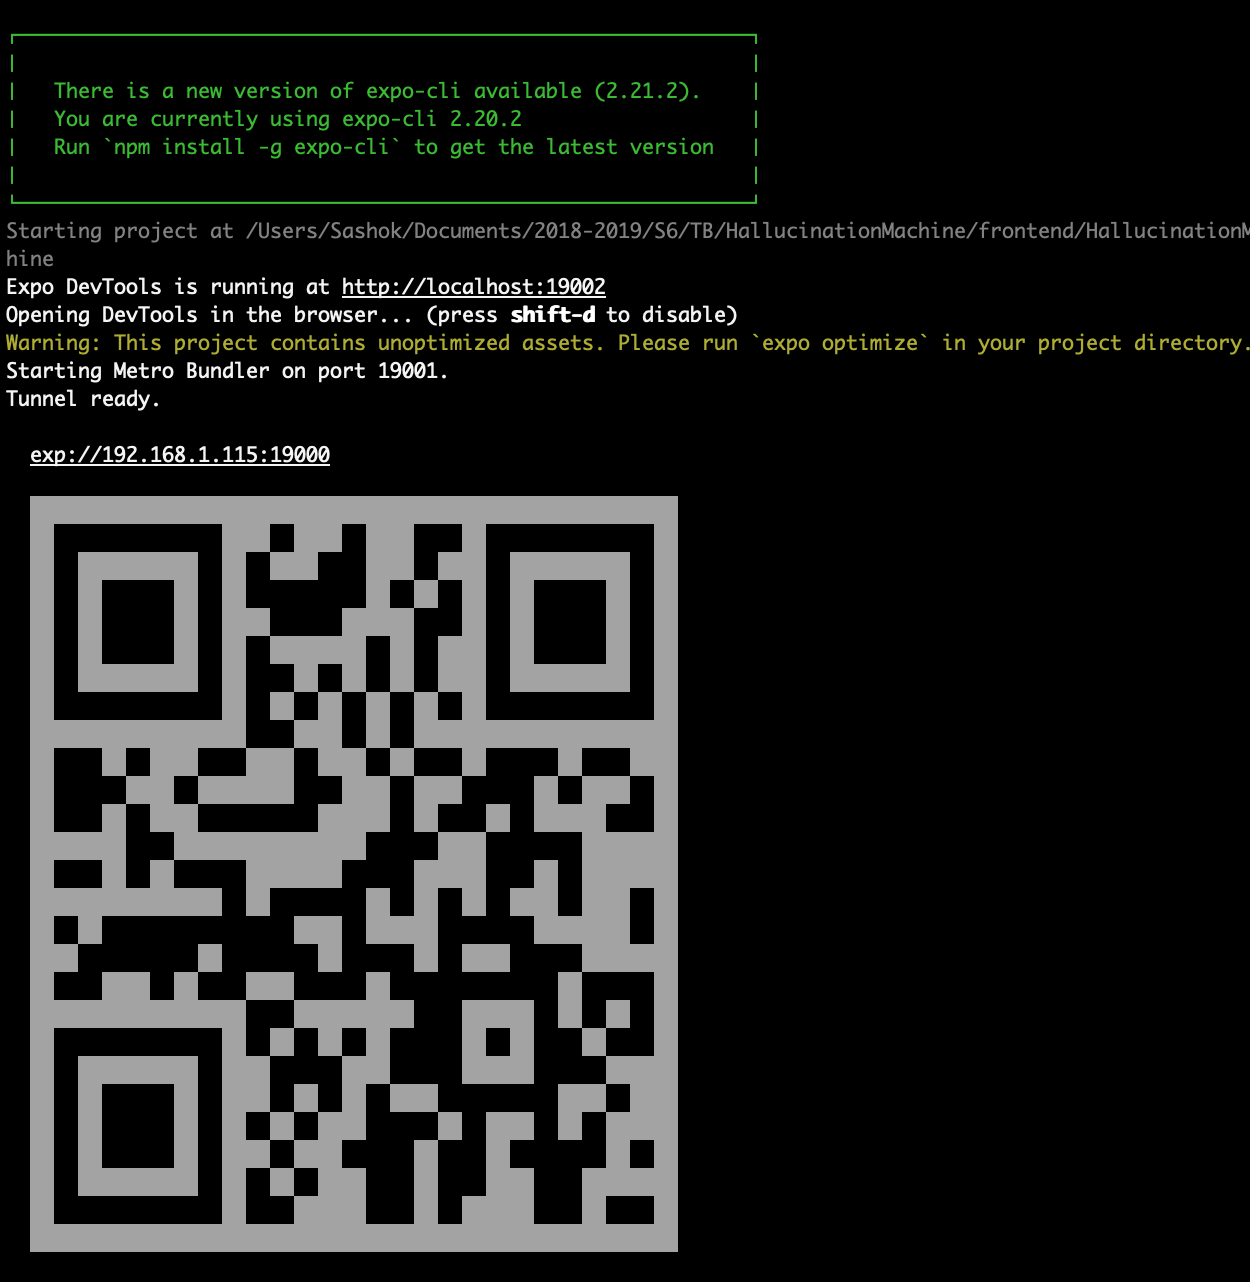 There is a new version of expo-cli available (2.21.2).
You are currently using expo-cli 2.20.2
Run `npm install -g expo-cli` to get the latest version
Starting project at /Users/Sashok/Documents/2018-2019/S6/TB/HallucinationMachine/frontend/HallucinationM
hine
Expo DevTools is running at http://localhost:19002
Opening DevTools in the browser... (press shift-d to disable)
Warning: This project contains unoptimized assets. Please run `expo optimize` in your project directory.
Starting Metro Bundler on port 19001.
Tunnel ready.
exp://192.168.1.115:19000